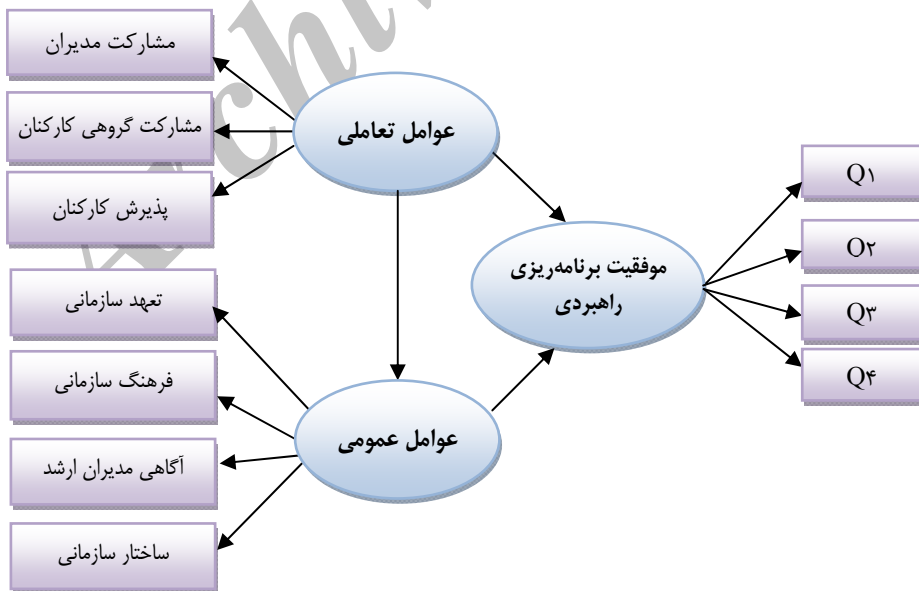 مشارکت مدیران
مشارکت گروهی کارکنان
پذیرش کارکنان
تعهد سازمانی
فرهنگ سازمانی
آگاهی مدیران ارشد
ساختار سازمانی
عوامل تعاملی
عوامل عمومی
موفقیت برنامه‌ریزی
راهبردی
Q۱
Q۲
Q۳
Q۴